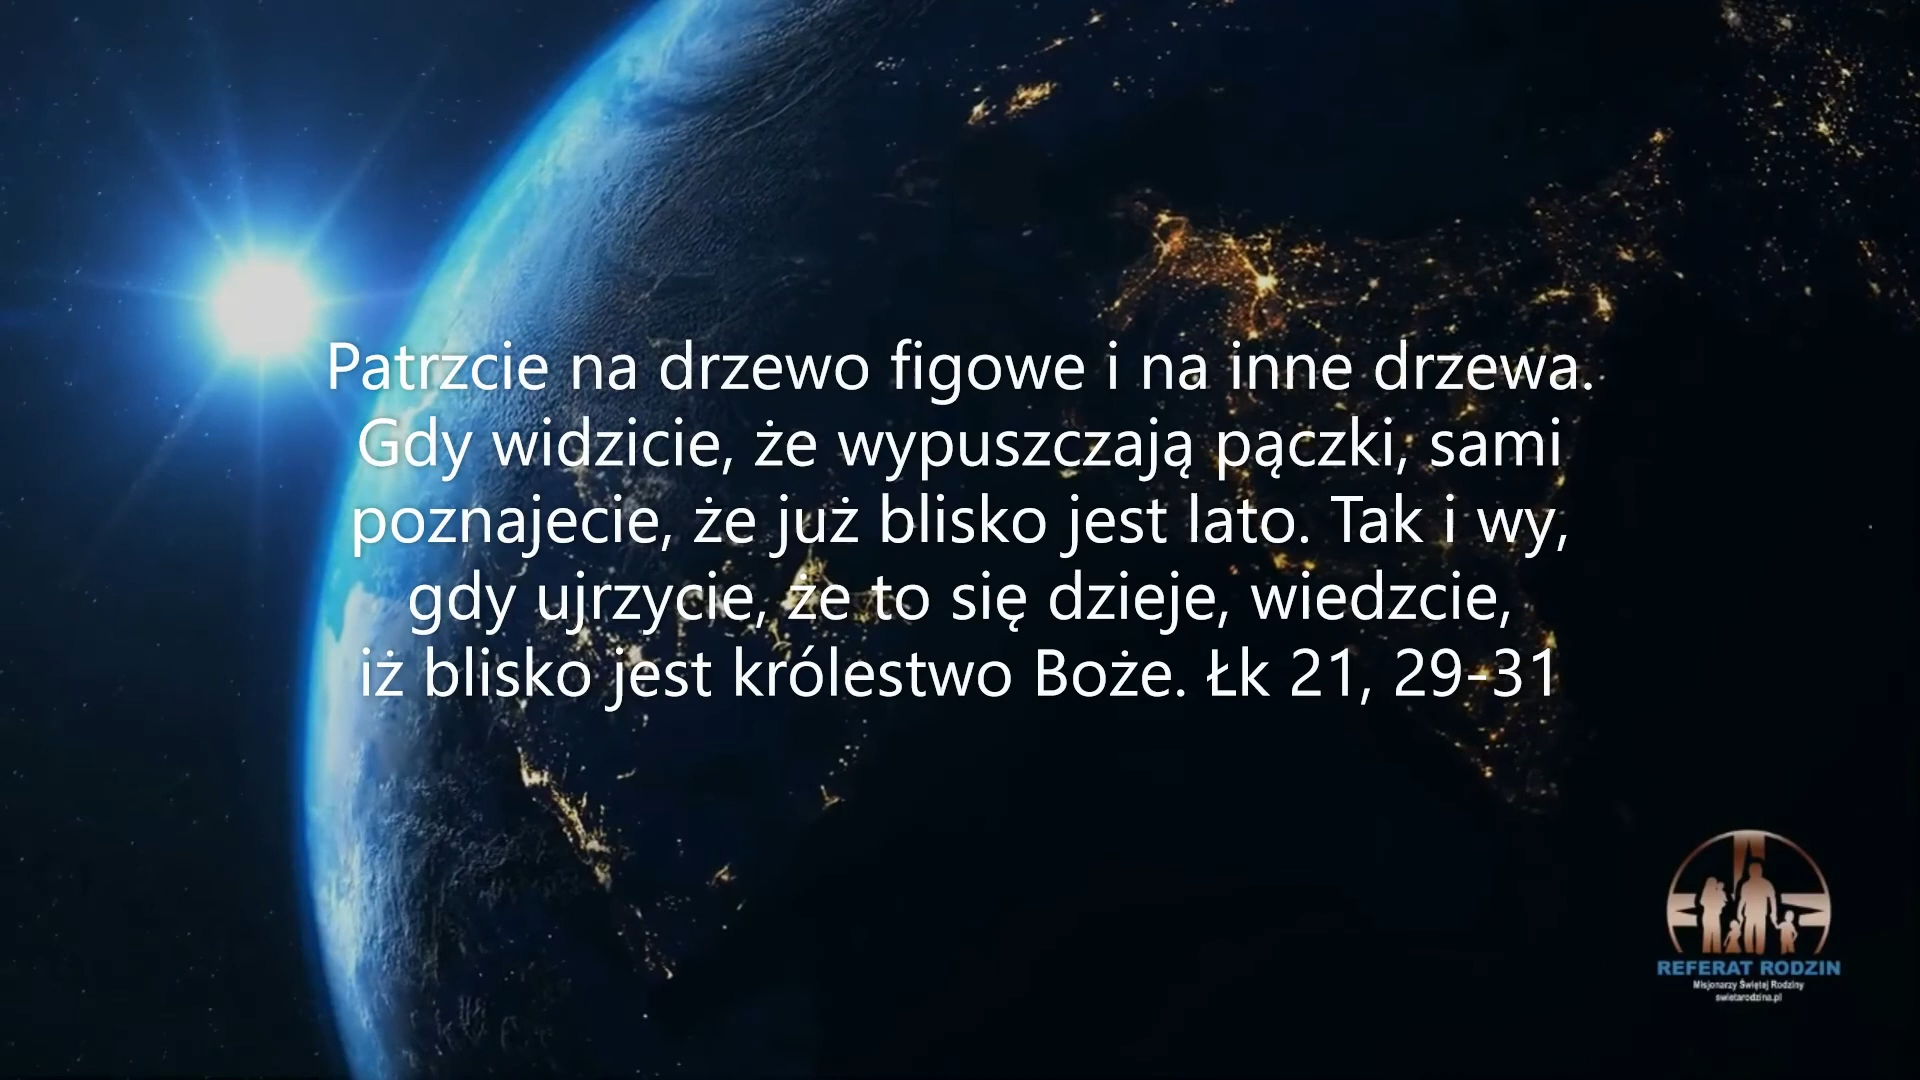 Patrzcie na drzewo figowe i na inne drzewa.
Gdy widzicie, że wypuszczają pączki, sami
poznajecie, że już blisko jest lato. Tak i wy,
gdy ujrzycie, że to się dzieje, wiedzcie,
iż blisko jest królestwo Boże. Łk 21, 29-31
REFERAT RODZIN
Misjonarzy Świętej Rodziny
swietarodzina.pl